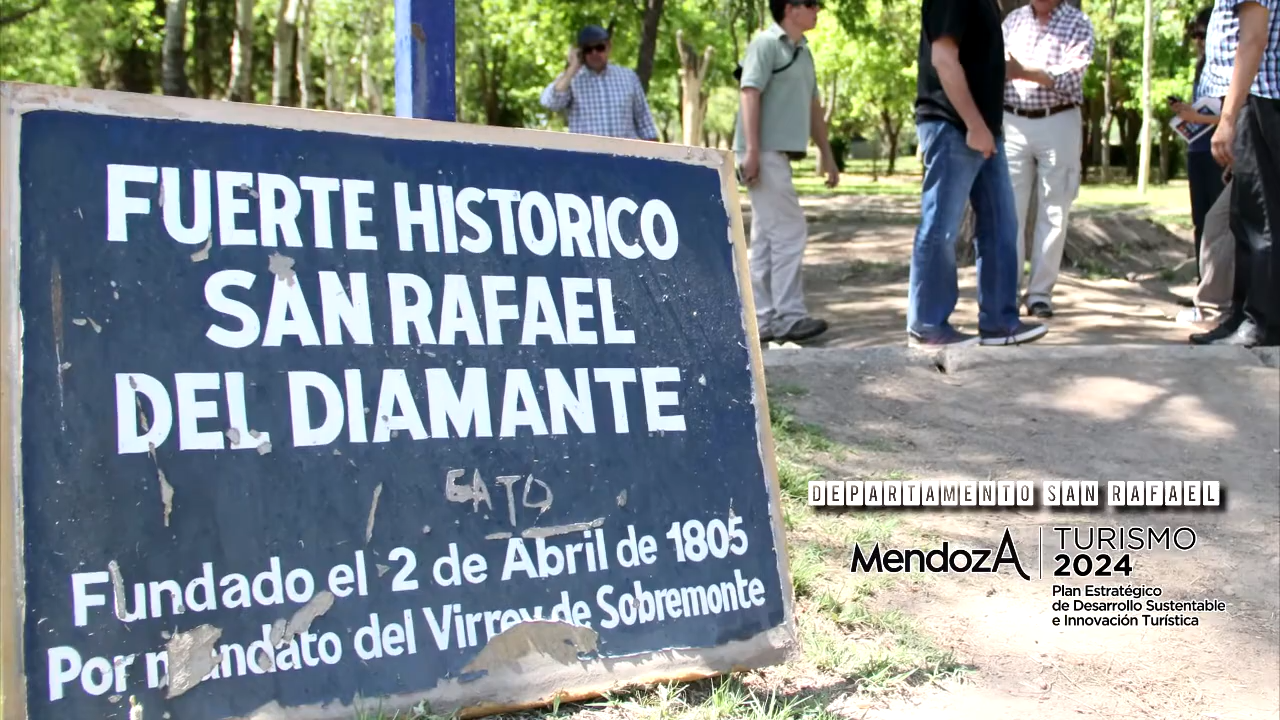 FUERTE HISTORICO
SAN RAFAEL
DEL DIAMANTE
GATO
Fundado el 2 de Abril de 1805
Por mandato del Virrey de Sobremonte
DEPARTAMENTO SAN RAFAEL
MendozA
TURISMO
2024
Plan Estratégico
de Desarrollo Sustentable
e Innovación Turística